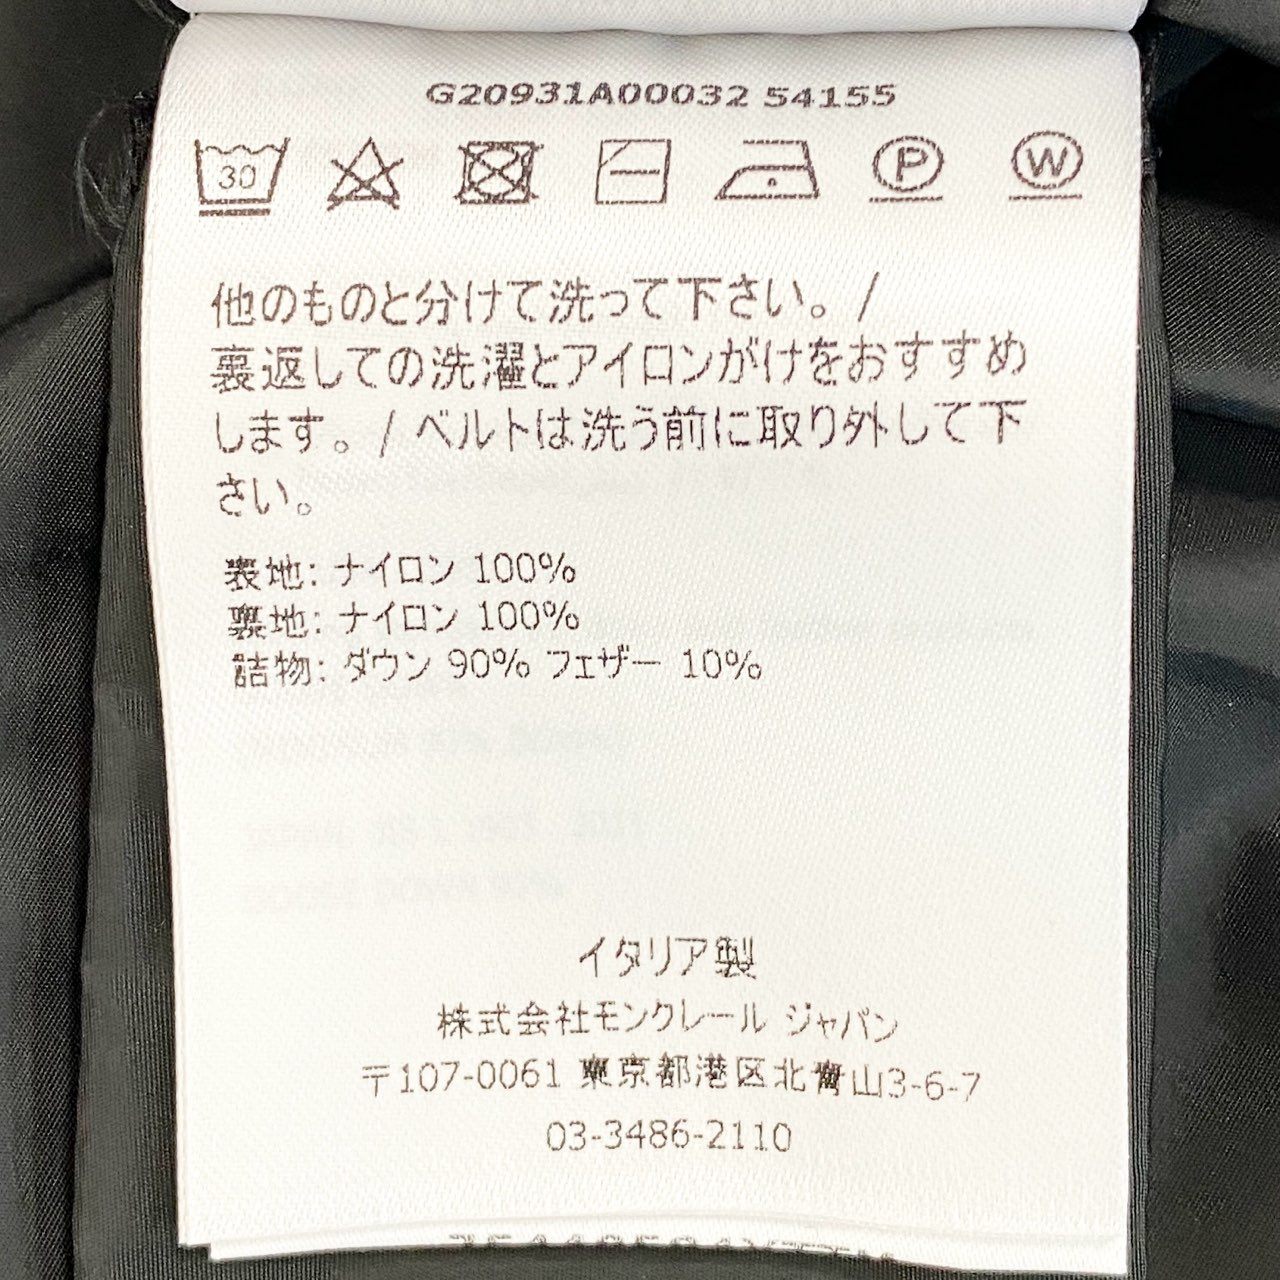 G20931A00032 54155
30
P
W
他のものと分けて洗って下さい。/
裏返しての洗濯とアイロンがけをおすすめ
します。/ ベルトは洗う前に取り外して下
さい。
表地: ナイロン 100%
裏地: ナイロン 100%
詰物: ダウン 90% フェザー 10%
イタリア製
株式会社モンクレール ジャパン
〒107-0061 東京都港区北青山3-6-7
03-3486-2110